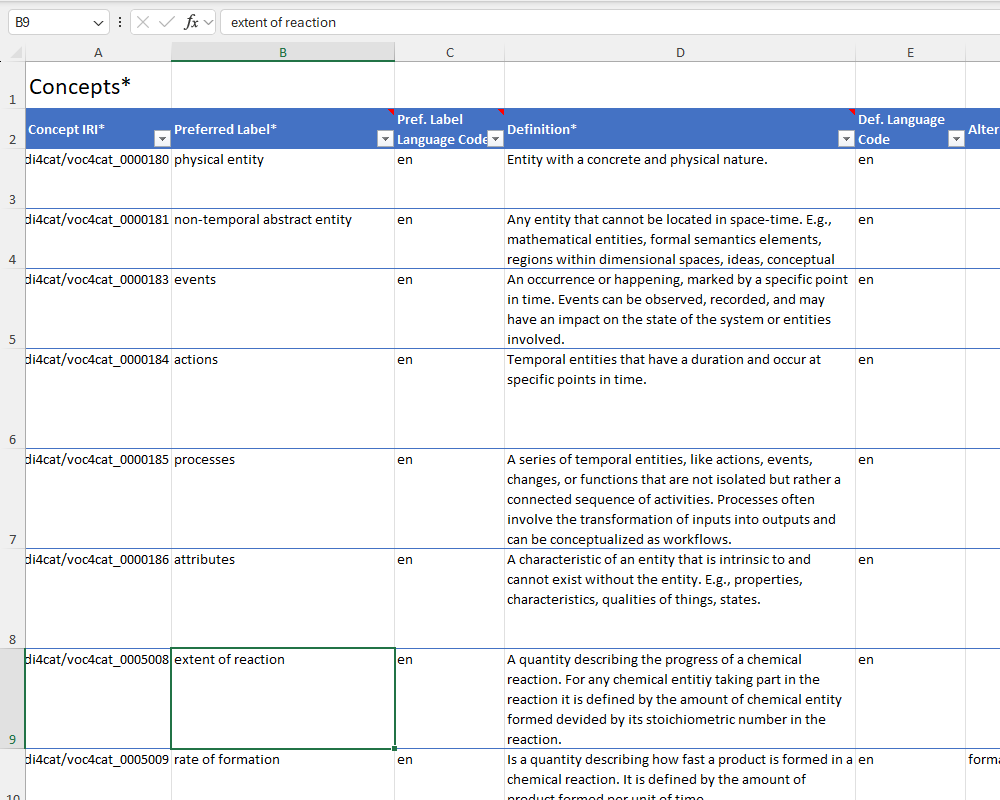 B9
fx
extent of reaction
A B C D E
1
Concepts*
2
Concept IRI*
Preferred Label*
Pref. Label
Language Code
Definition*
Def. Language
Code
Alter
3
di4cat/voc4cat_0000180
physical entity
en
Entity with a concrete and physical nature.
en
4
di4cat/voc4cat_0000181
non-temporal abstract entity
en
Any entity that cannot be located in space-time. E.g.,
mathematical entities, formal semantics elements,
regions within dimensional spaces, ideas, conceptual
en
5
di4cat/voc4cat_0000183
events
en
An occurrence or happening, marked by a specific point
in time. Events can be observed, recorded, and may
have an impact on the state of the system or entities
involved.
en
6
di4cat/voc4cat_0000184
actions
en
Temporal entities that have a duration and occur at
specific points in time.
7
di4cat/voc4cat_0000185
processes
en
A series of temporal entities, like actions, events,
changes, or functions that are not isolated but rather a
connected sequence of activities. Processes often
involve the transformation of inputs into outputs and
can be conceptualized as workflows.
en
8
di4cat/voc4cat_0000186
attributes
en
A characteristic of an entity that is intrinsic to and
cannot exist without the entity. E.g., properties,
characteristics, qualities of things, states.
en
9
di4cat/voc4cat_0005008
extent of reaction
en
A quantity describing the progress of a chemical
reaction. For any chemical entitiy taking part in the
reaction it is defined by the amount of chemical entity
formed devided by its stoichiometric number in the
reaction.
en
10
di4cat/voc4cat_0005009
rate of formation
en
Is a quantity describing how fast a product is formed in a
chemical reaction. It is defined by the amount of
product formed per unit of time
en
forma